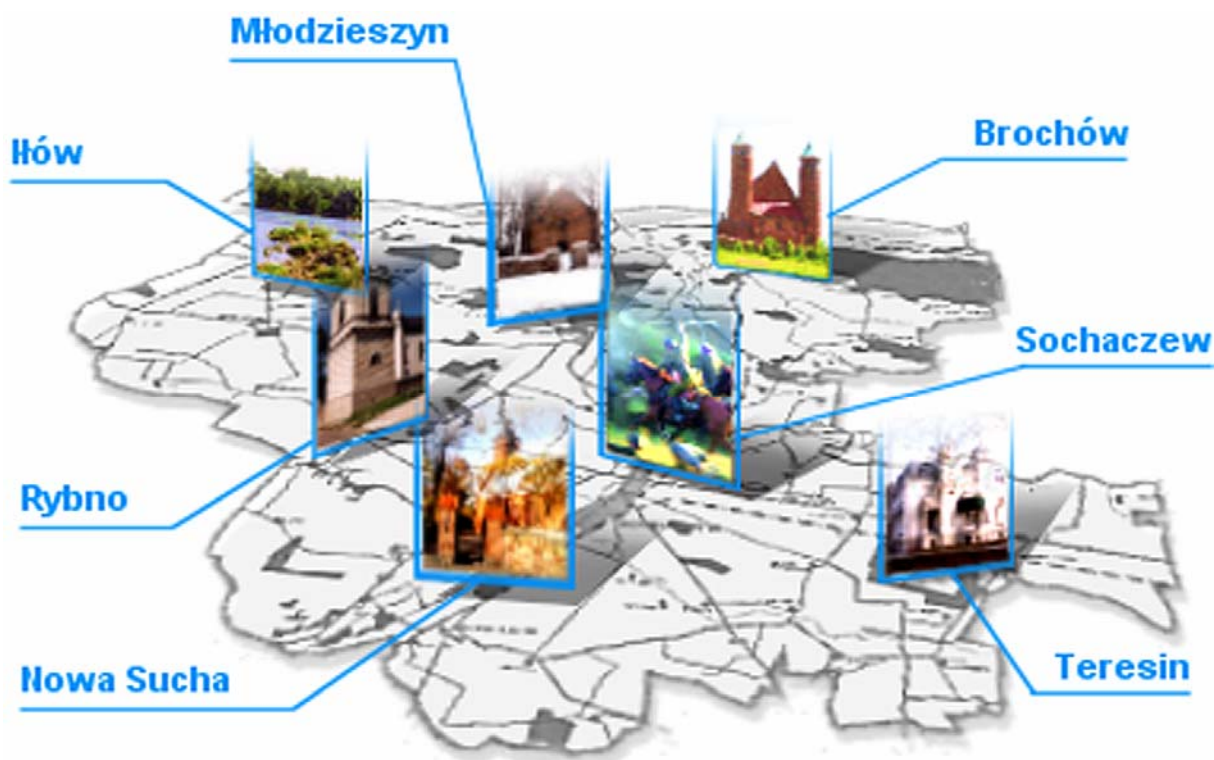 Młodzieszyn
Iłów
Brochów
Sochaczew
Rybno
Nowa Sucha
Teresin